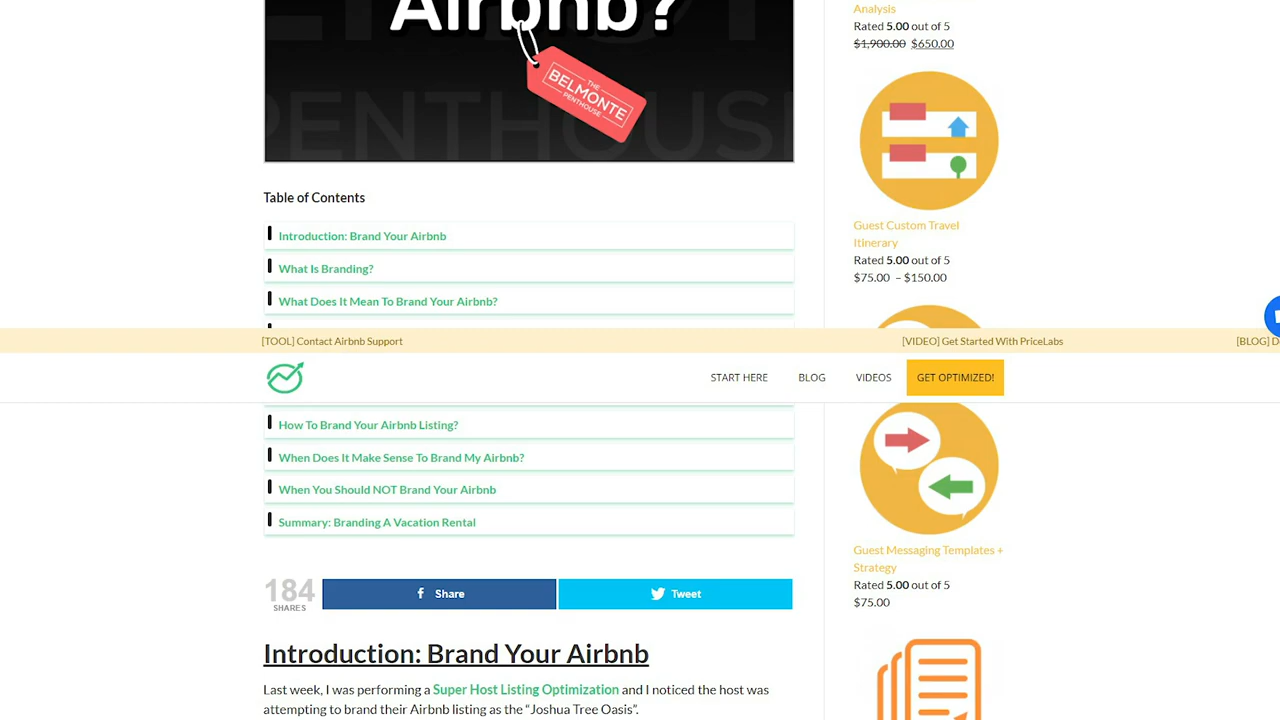 Airbnb?
THE
BELMONTE
PENTHOUSE
PENTHOUSE
Table of Contents
Introduction: Brand Your Airbnb
What Is Branding?
What Does It Mean To Brand Your Airbnb?
[TOOL] Contact Airbnb Support
[VIDEO] Get Started With PriceLabs
[BLOG] D
START HERE
BLOG
VIDEOS
GET OPTIMIZED!
How To Brand Your Airbnb Listing?
When Does It Make Sense To Brand My Airbnb?
When You Should NOT Brand Your Airbnb
Summary: Branding A Vacation Rental
184
SHARES
Share
Tweet
Introduction: Brand Your Airbnb
Last week, I was performing a Super Host Listing Optimization and I noticed the host was
attempting to brand their Airbnb listing as the “Joshua Tree Oasis”.
Analysis
Rated 5.00 out of 5
$1,900.00 $650.00
Guest Custom Travel
Itinerary
Rated 5.00 out of 5
$75.00 – $150.00
Guest Messaging Templates +
Strategy
Rated 5.00 out of 5
$75.00